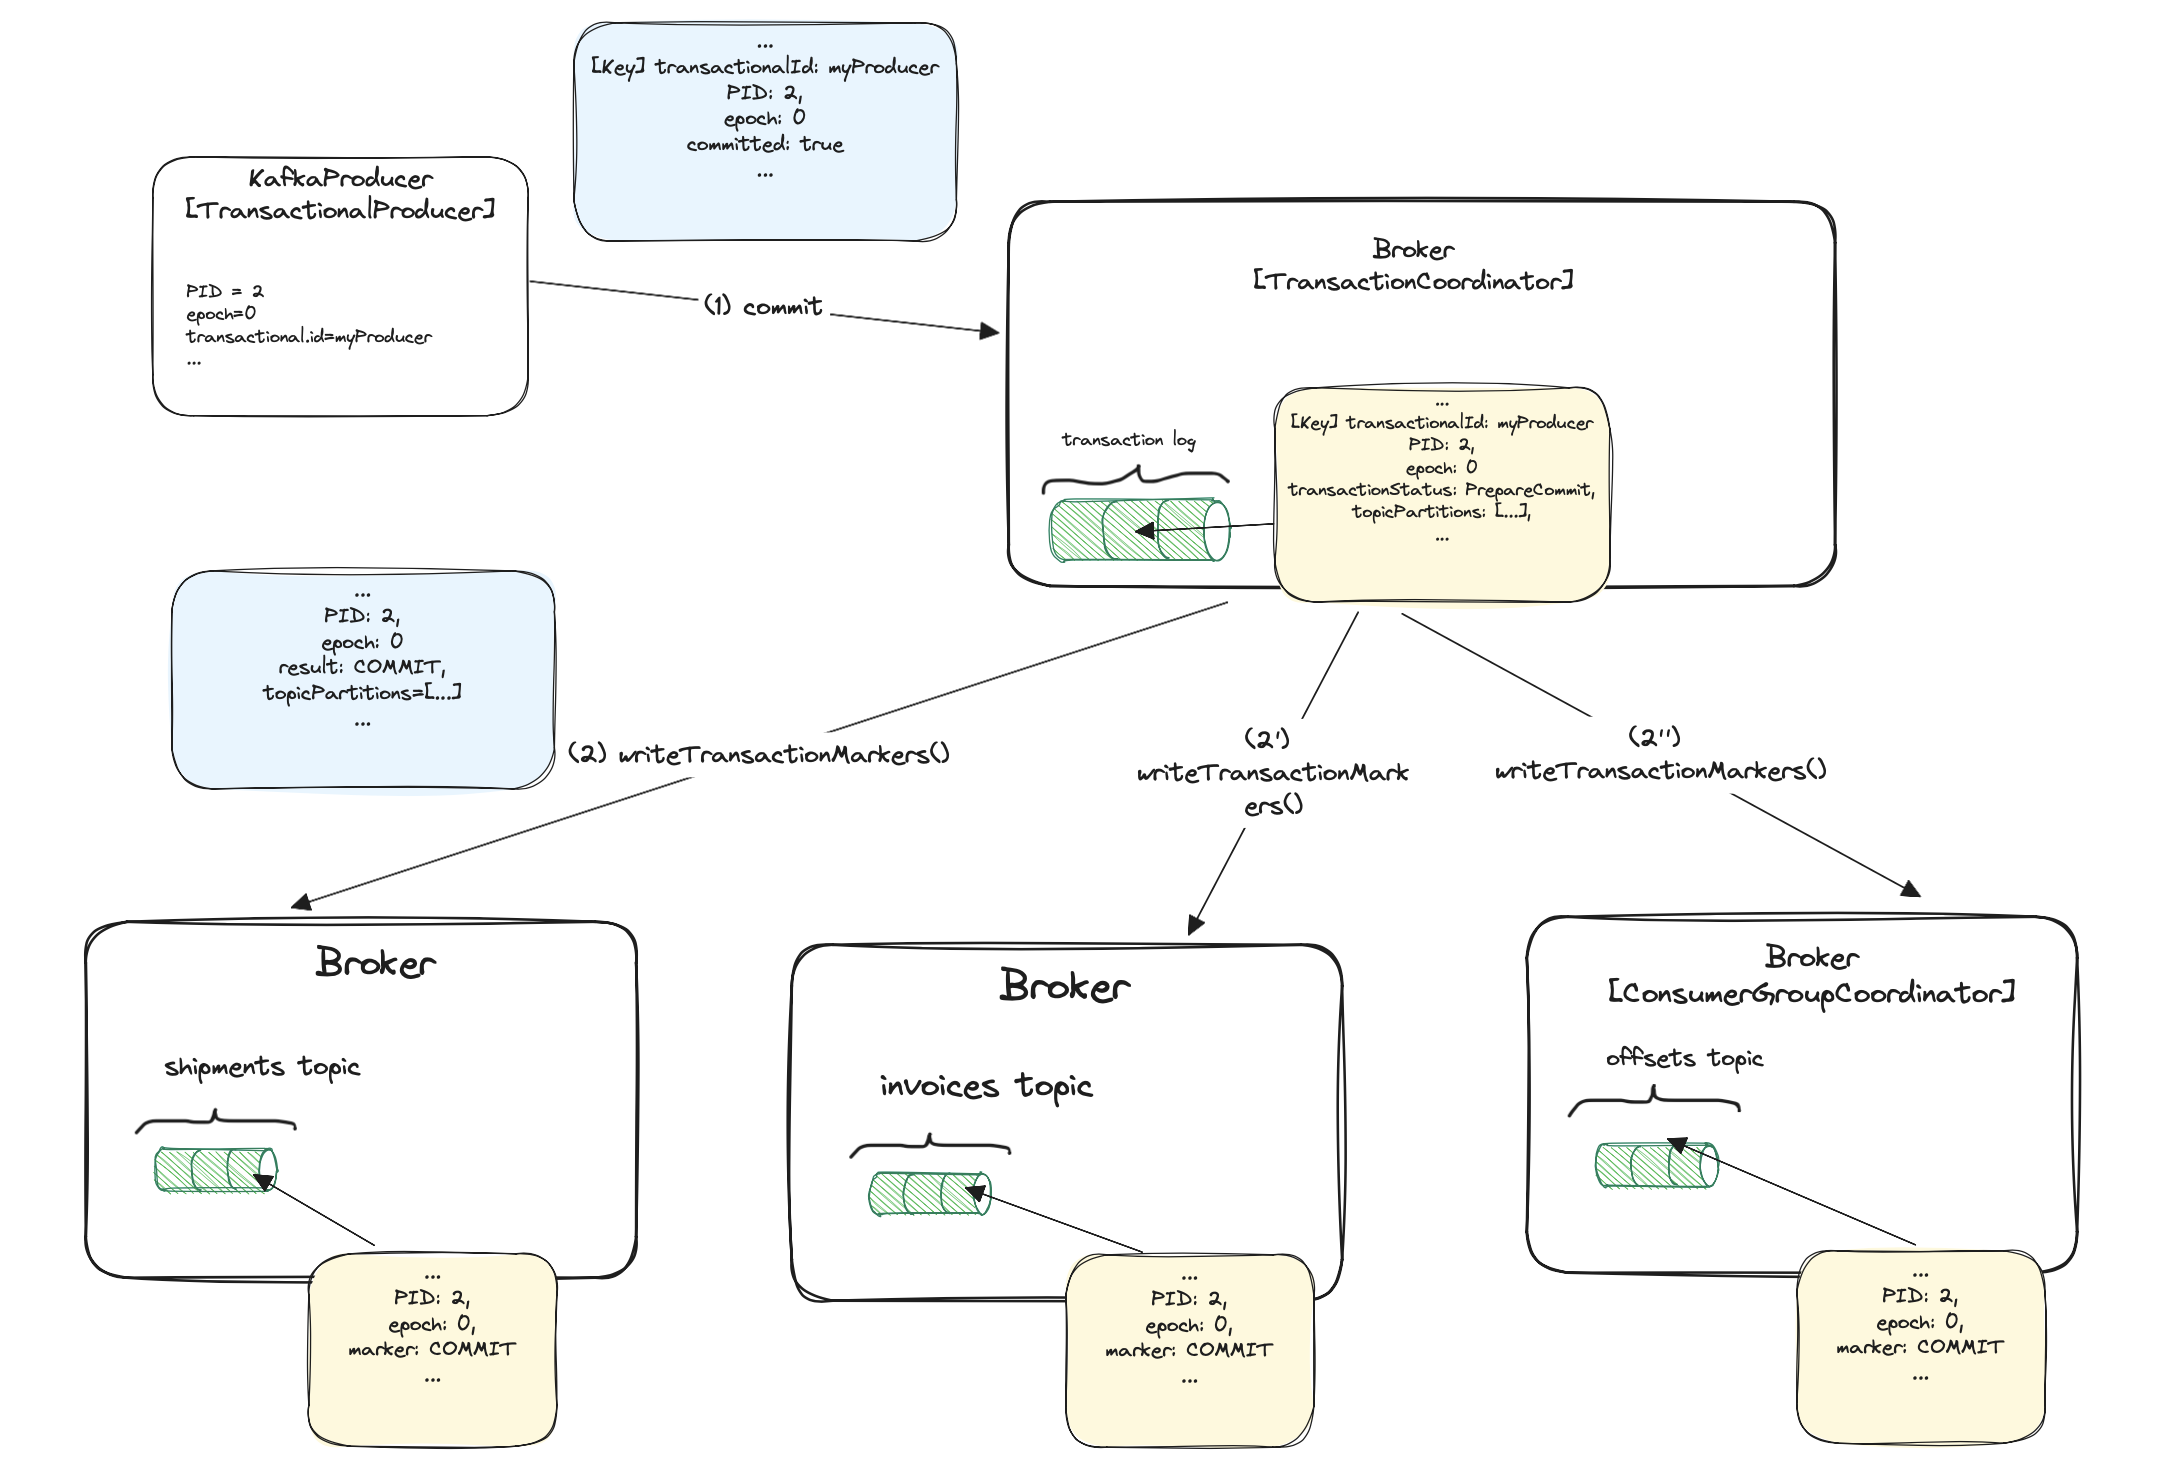 ...
[Key] transactionalId: myProducer
PID: 2,
epoch: 0
committed: true
...
KafkaProducer
[TransactionalProducer]
PID = 2
epoch=0
transactional.id=myProducer
...
(1) commit
Broker
[TransactionCoordinator]
transaction log
...
[Key] transactionalId: myProducer
PID: 2,
epoch: 0
transactionStatus: PrepareCommit,
topicPartitions: [...],
...
...
PID: 2,
epoch: 0
result: COMMIT,
topicPartitions=[...]
...
(2) writeTransactionMarkers()
(2')
writeTransactionMark
ers()
(2'')
writeTransactionMarkers()
Broker
shipments topic
...
PID: 2,
epoch: 0,
marker: COMMIT
...
Broker
invoices topic
...
PID: 2,
epoch: 0,
marker: COMMIT
...
Broker
[ConsumerGroupCoordinator]
offsets topic
...
PID: 2,
epoch: 0,
marker: COMMIT
...